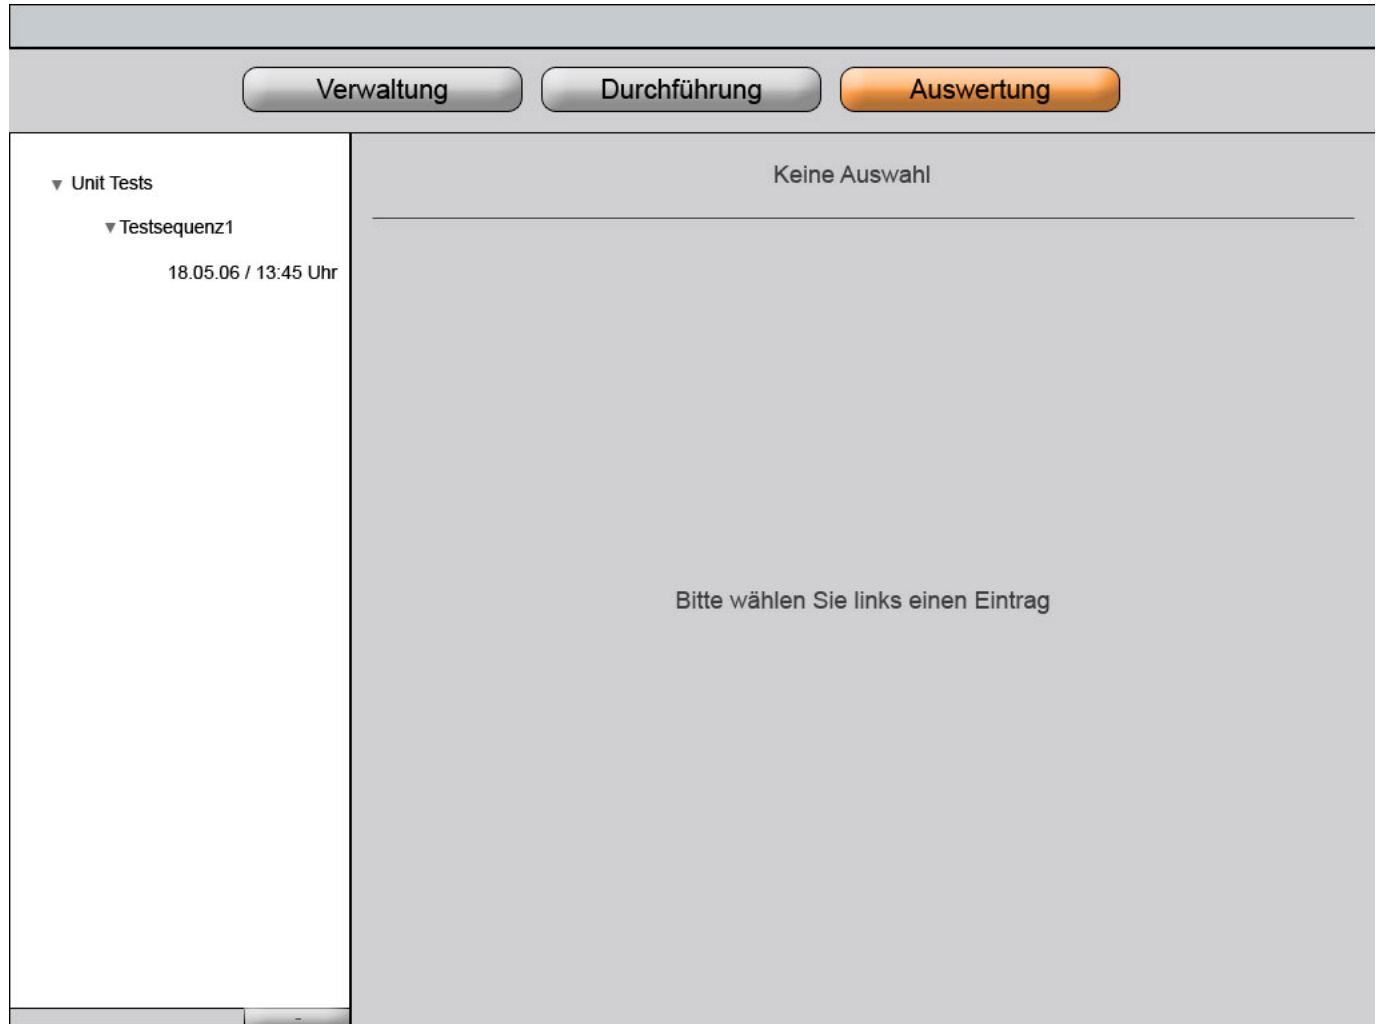 Verwaltung Durchführung Auswertung
Keine Auswahl
▼ Unit Tests
▼ Testsequenz1
18.05.06 / 13:45 Uhr
Bitte wählen Sie links einen Eintrag
-